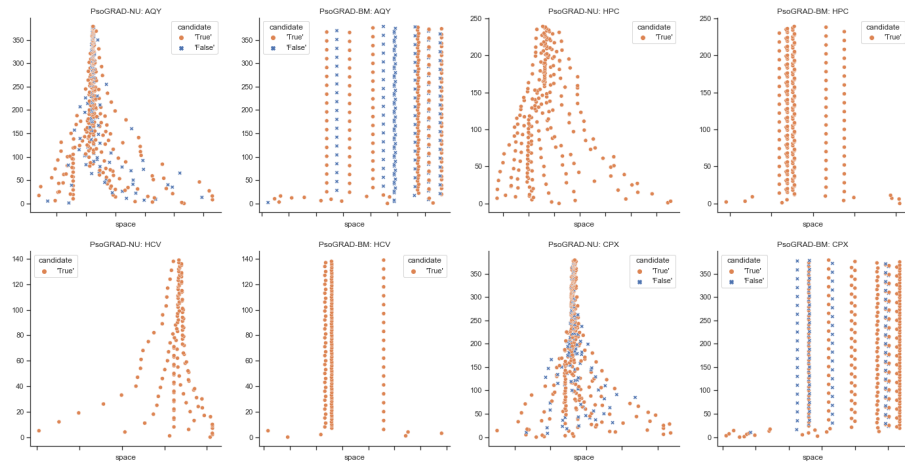 PsoGRAD-NU: AQY
candidate
'True'
'False'
350
300
250
200
150
100
50
0
space
PsoGRAD-BM: AQY
candidate
'True'
'False'
350
300
250
200
150
100
50
0
space
PsoGRAD-NU: HPC
candidate
'True'
250
200
150
100
50
0
space
PsoGRAD-BM: HPC
candidate
'True'
250
200
150
100
50
0
space
PsoGRAD-NU: HCV
candidate
'True'
140
120
100
80
60
40
20
0
space
PsoGRAD-BM: HCV
candidate
'True'
140
120
100
80
60
40
20
0
space
PsoGRAD-NU: CPX
candidate
'True'
'False'
350
300
250
200
150
100
50
0
space
PsoGRAD-BM: CPX
candidate
'True'
'False'
350
300
250
200
150
100
50
0
space